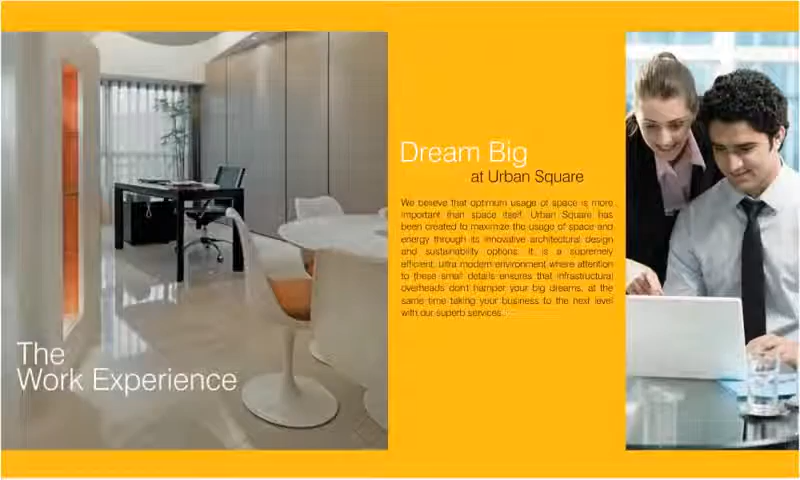 The
Work Experience
Dream Big
at Urban Square
We believe that optimum usage of space is more
important than space itself. Urban Square has
been created to maximize the usage of space and
energy through its innovative architectural design
and sustainability options. It is a supremely
efficient, ultra modern environment where attention
to these small details ensures that infrastructural
overheads don't hamper your big dreams, at the
same time taking your business to the next level
with our superb services.